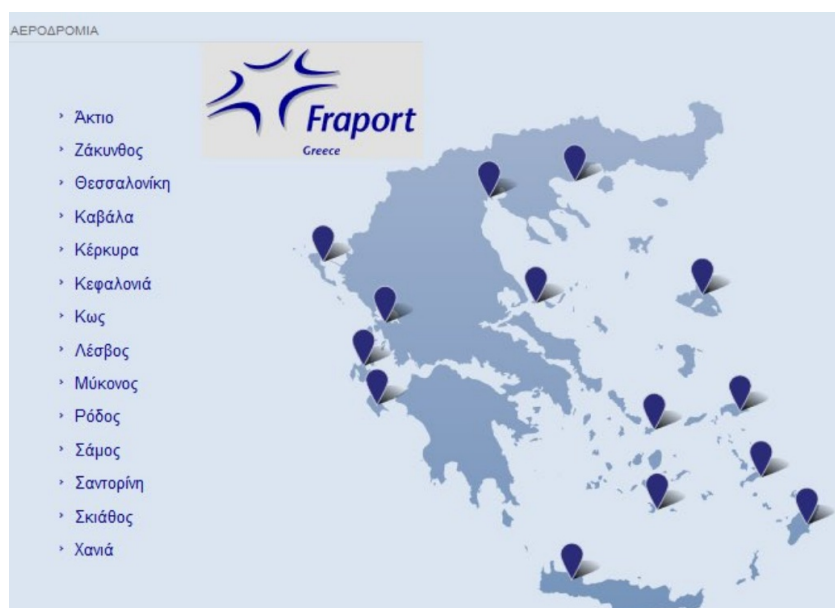 ΑΕΡΟΔΡΟΜΙΑ
Fraport
Greece
Άκτιο
Ζάκυνθος
Θεσσαλονίκη
Καβάλα
Κέρκυρα
Κεφαλονιά
Κως
Λέσβος
Μύκονος
Ρόδος
Σάμος
Σαντορίνη
Σκιάθος
Χανιά